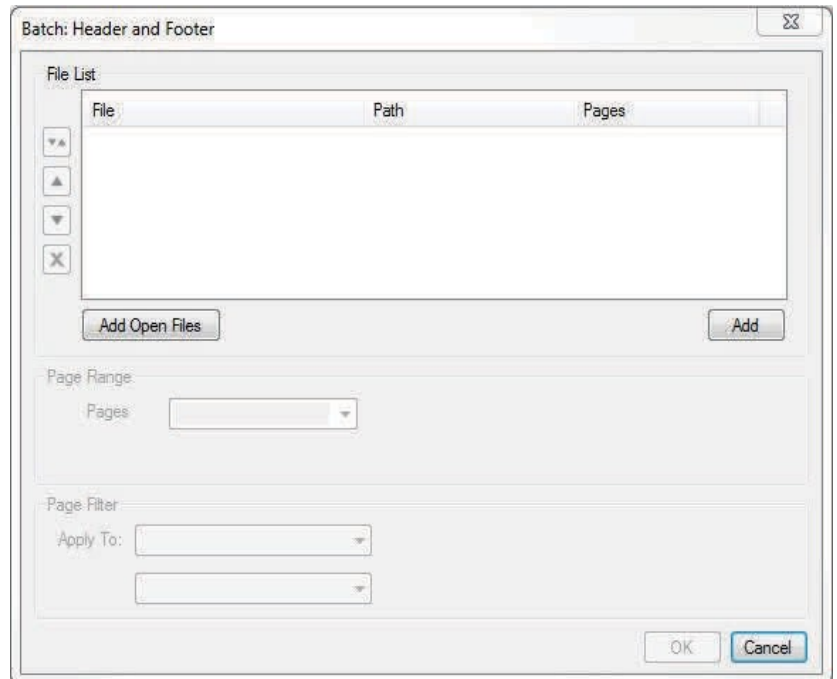 Batch: Header and Footer
File List
File Path Pages
Add Open Files Add
Page Range
Pages
Page Filter
Apply To:
OK Cancel